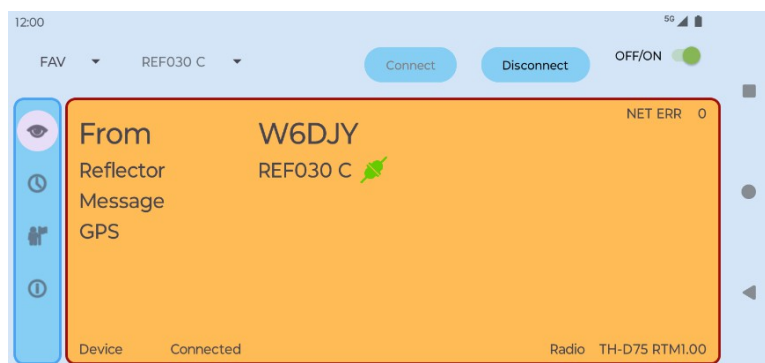 12:00 5G
FAV REF030 C Connect Disconnect OFF/ON
NET ERR 0
From W6DJY
Reflector REF030 C
Message
GPS
Device Connected Radio TH-D75 RTM1.00